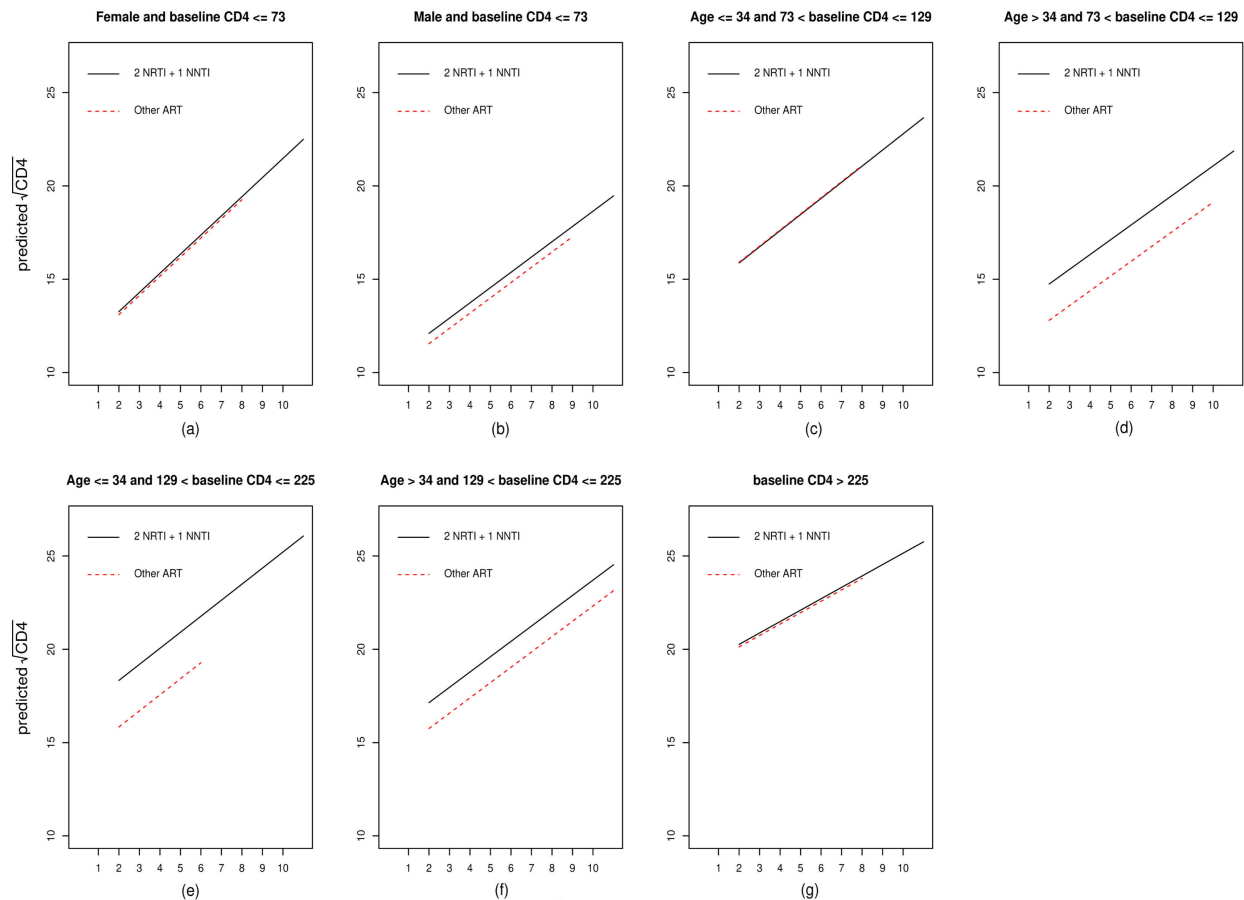 Female and baseline CD4 <= 73
2 NRTI + 1 NNTI
Other ART
predicted √CD4
10 15 20 25
1 2 3 4 5 6 7 8 9 10
(a)
Male and baseline CD4 <= 73
2 NRTI + 1 NNTI
Other ART
10 15 20 25
1 2 3 4 5 6 7 8 9 10
(b)
Age <= 34 and 73 < baseline CD4 <= 129
2 NRTI + 1 NNTI
Other ART
10 15 20 25
1 2 3 4 5 6 7 8 9 10
(c)
Age > 34 and 73 < baseline CD4 <= 129
2 NRTI + 1 NNTI
Other ART
10 15 20 25
1 2 3 4 5 6 7 8 9 10
(d)
Age <= 34 and 129 < baseline CD4 <= 225
2 NRTI + 1 NNTI
Other ART
predicted √CD4
10 15 20 25
1 2 3 4 5 6 7 8 9 10
(e)
Age > 34 and 129 < baseline CD4 <= 225
2 NRTI + 1 NNTI
Other ART
10 15 20 25
1 2 3 4 5 6 7 8 9 10
(f)
baseline CD4 > 225
2 NRTI + 1 NNTI
Other ART
10 15 20 25
1 2 3 4 5 6 7 8 9 10
(g)